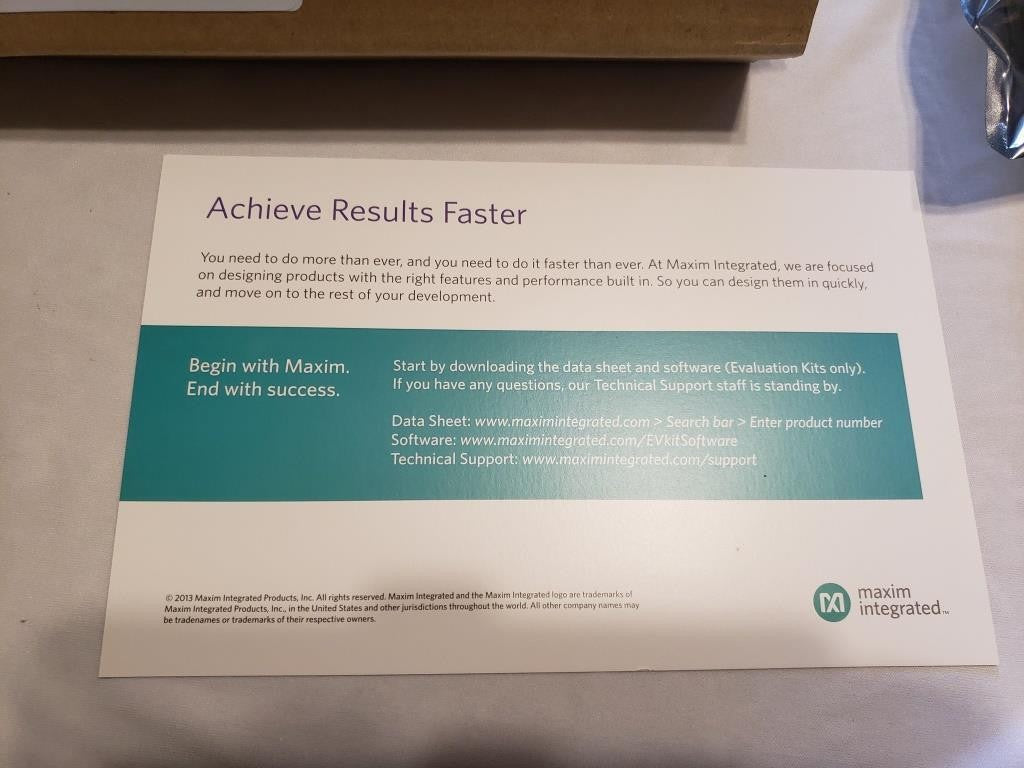 Achieve Results Faster
You need to do more than ever, and you need to do it faster than ever. At Maxim Integrated, we are focused
on designing products with the right features and performance built in. So you can design them in quickly,
and move on to the rest of your development.
Begin with Maxim.
End with success.
Start by downloading the data sheet and software (Evaluation Kits only).
If you have any questions, our Technical Support staff is standing by.
Data Sheet: www.maximintegrated.com > Search bar > Enter product number
Software: www.maximintegrated.com/EVkitSoftware
Technical Support: www.maximintegrated.com/support
© 2013 Maxim Integrated Products, Inc. All rights reserved. Maxim Integrated and the Maxim Integrated logo are trademarks of
Maxim Integrated Products, Inc., in the United States and other jurisdictions throughout the world. All other company names may
be tradenames or trademarks of their respective owners.
maxim
integrated™